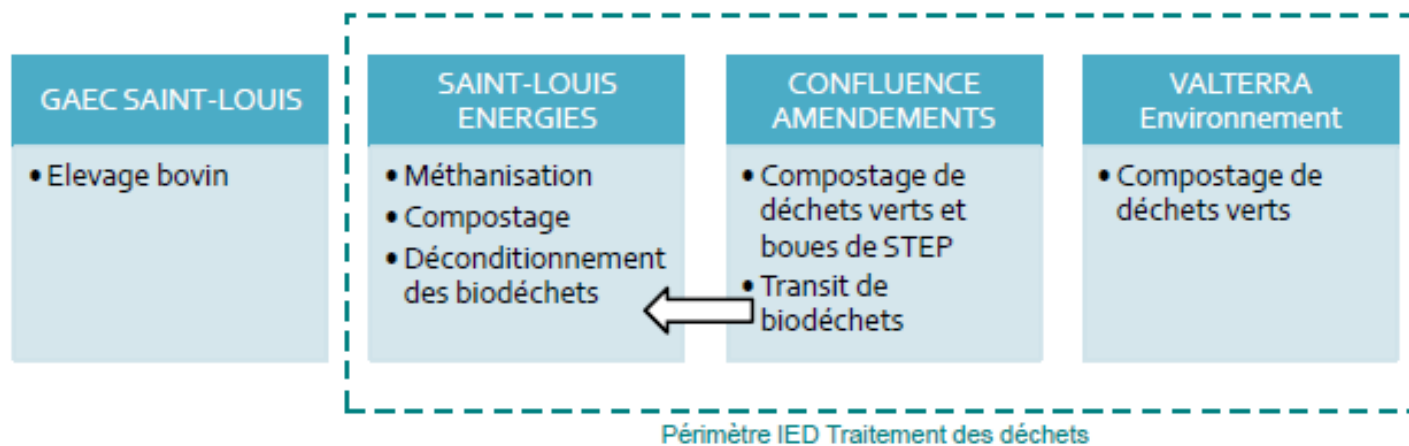 GAEC SAINT-LOUIS
• Elevage bovin
SAINT-LOUIS
ENERGIES
• Méthanisation
• Compostage
• Déconditionnement
des biodéchets
CONFLUENCE
AMENDEMENTS
• Compostage de
déchets verts et
boues de STEP
• Transit de
biodéchets
VALTERRA
Environnement
• Compostage de
déchets verts
Périmètre IED Traitement des déchets